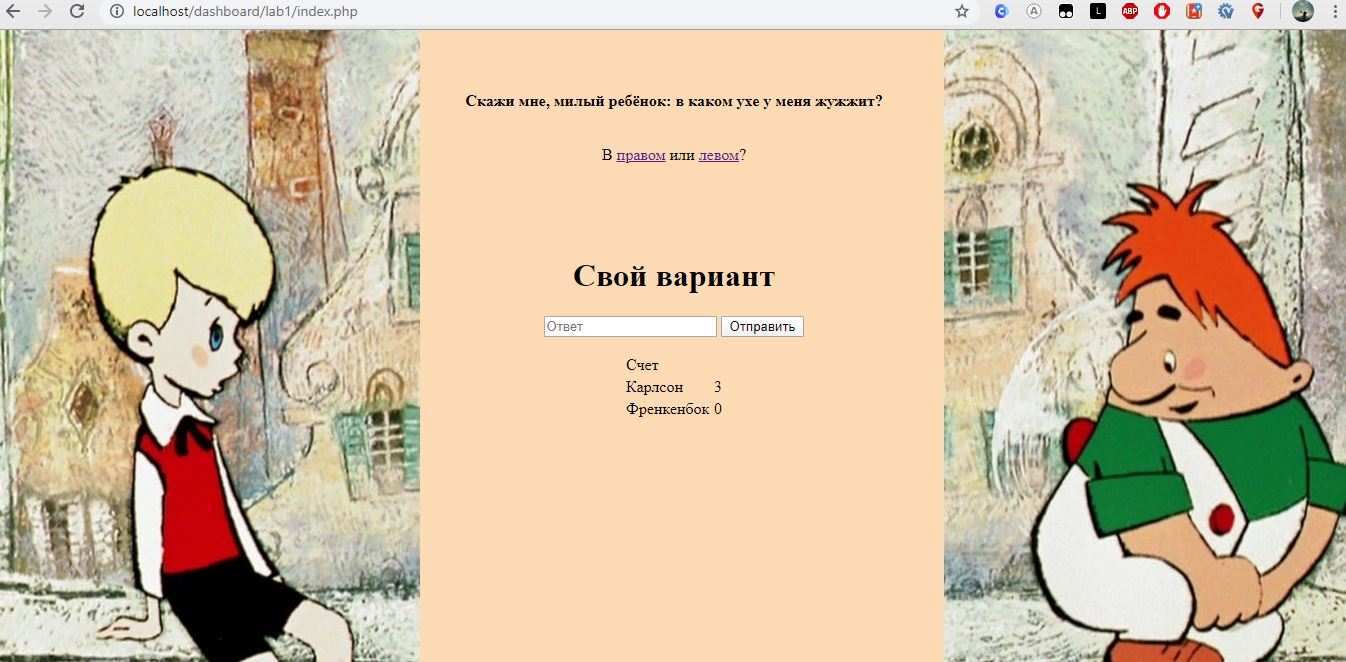 localhost/dashboard/lab1/index.php
L
ABP
Скажи мне, милый ребёнок: в каком ухе у меня жужжит?
В правом или левом?
Свой вариант
Ответ Отправить
Счет
Карлсон 3
Френкенбок 0